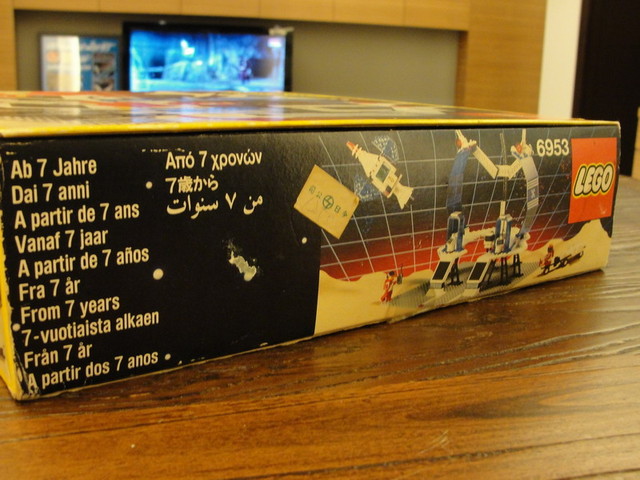 Ab 7 Jahre
Dai 7 anni
A partir de 7 ans
Vanaf 7 jaar
A partir de 7 años
Fra 7 år
From 7 years
7-vuotiaista alkaen
Från 7 år
A partir dos 7 anos
Από 7 χρονών
7歳から
من ٧ سنوات
6953
LEGO